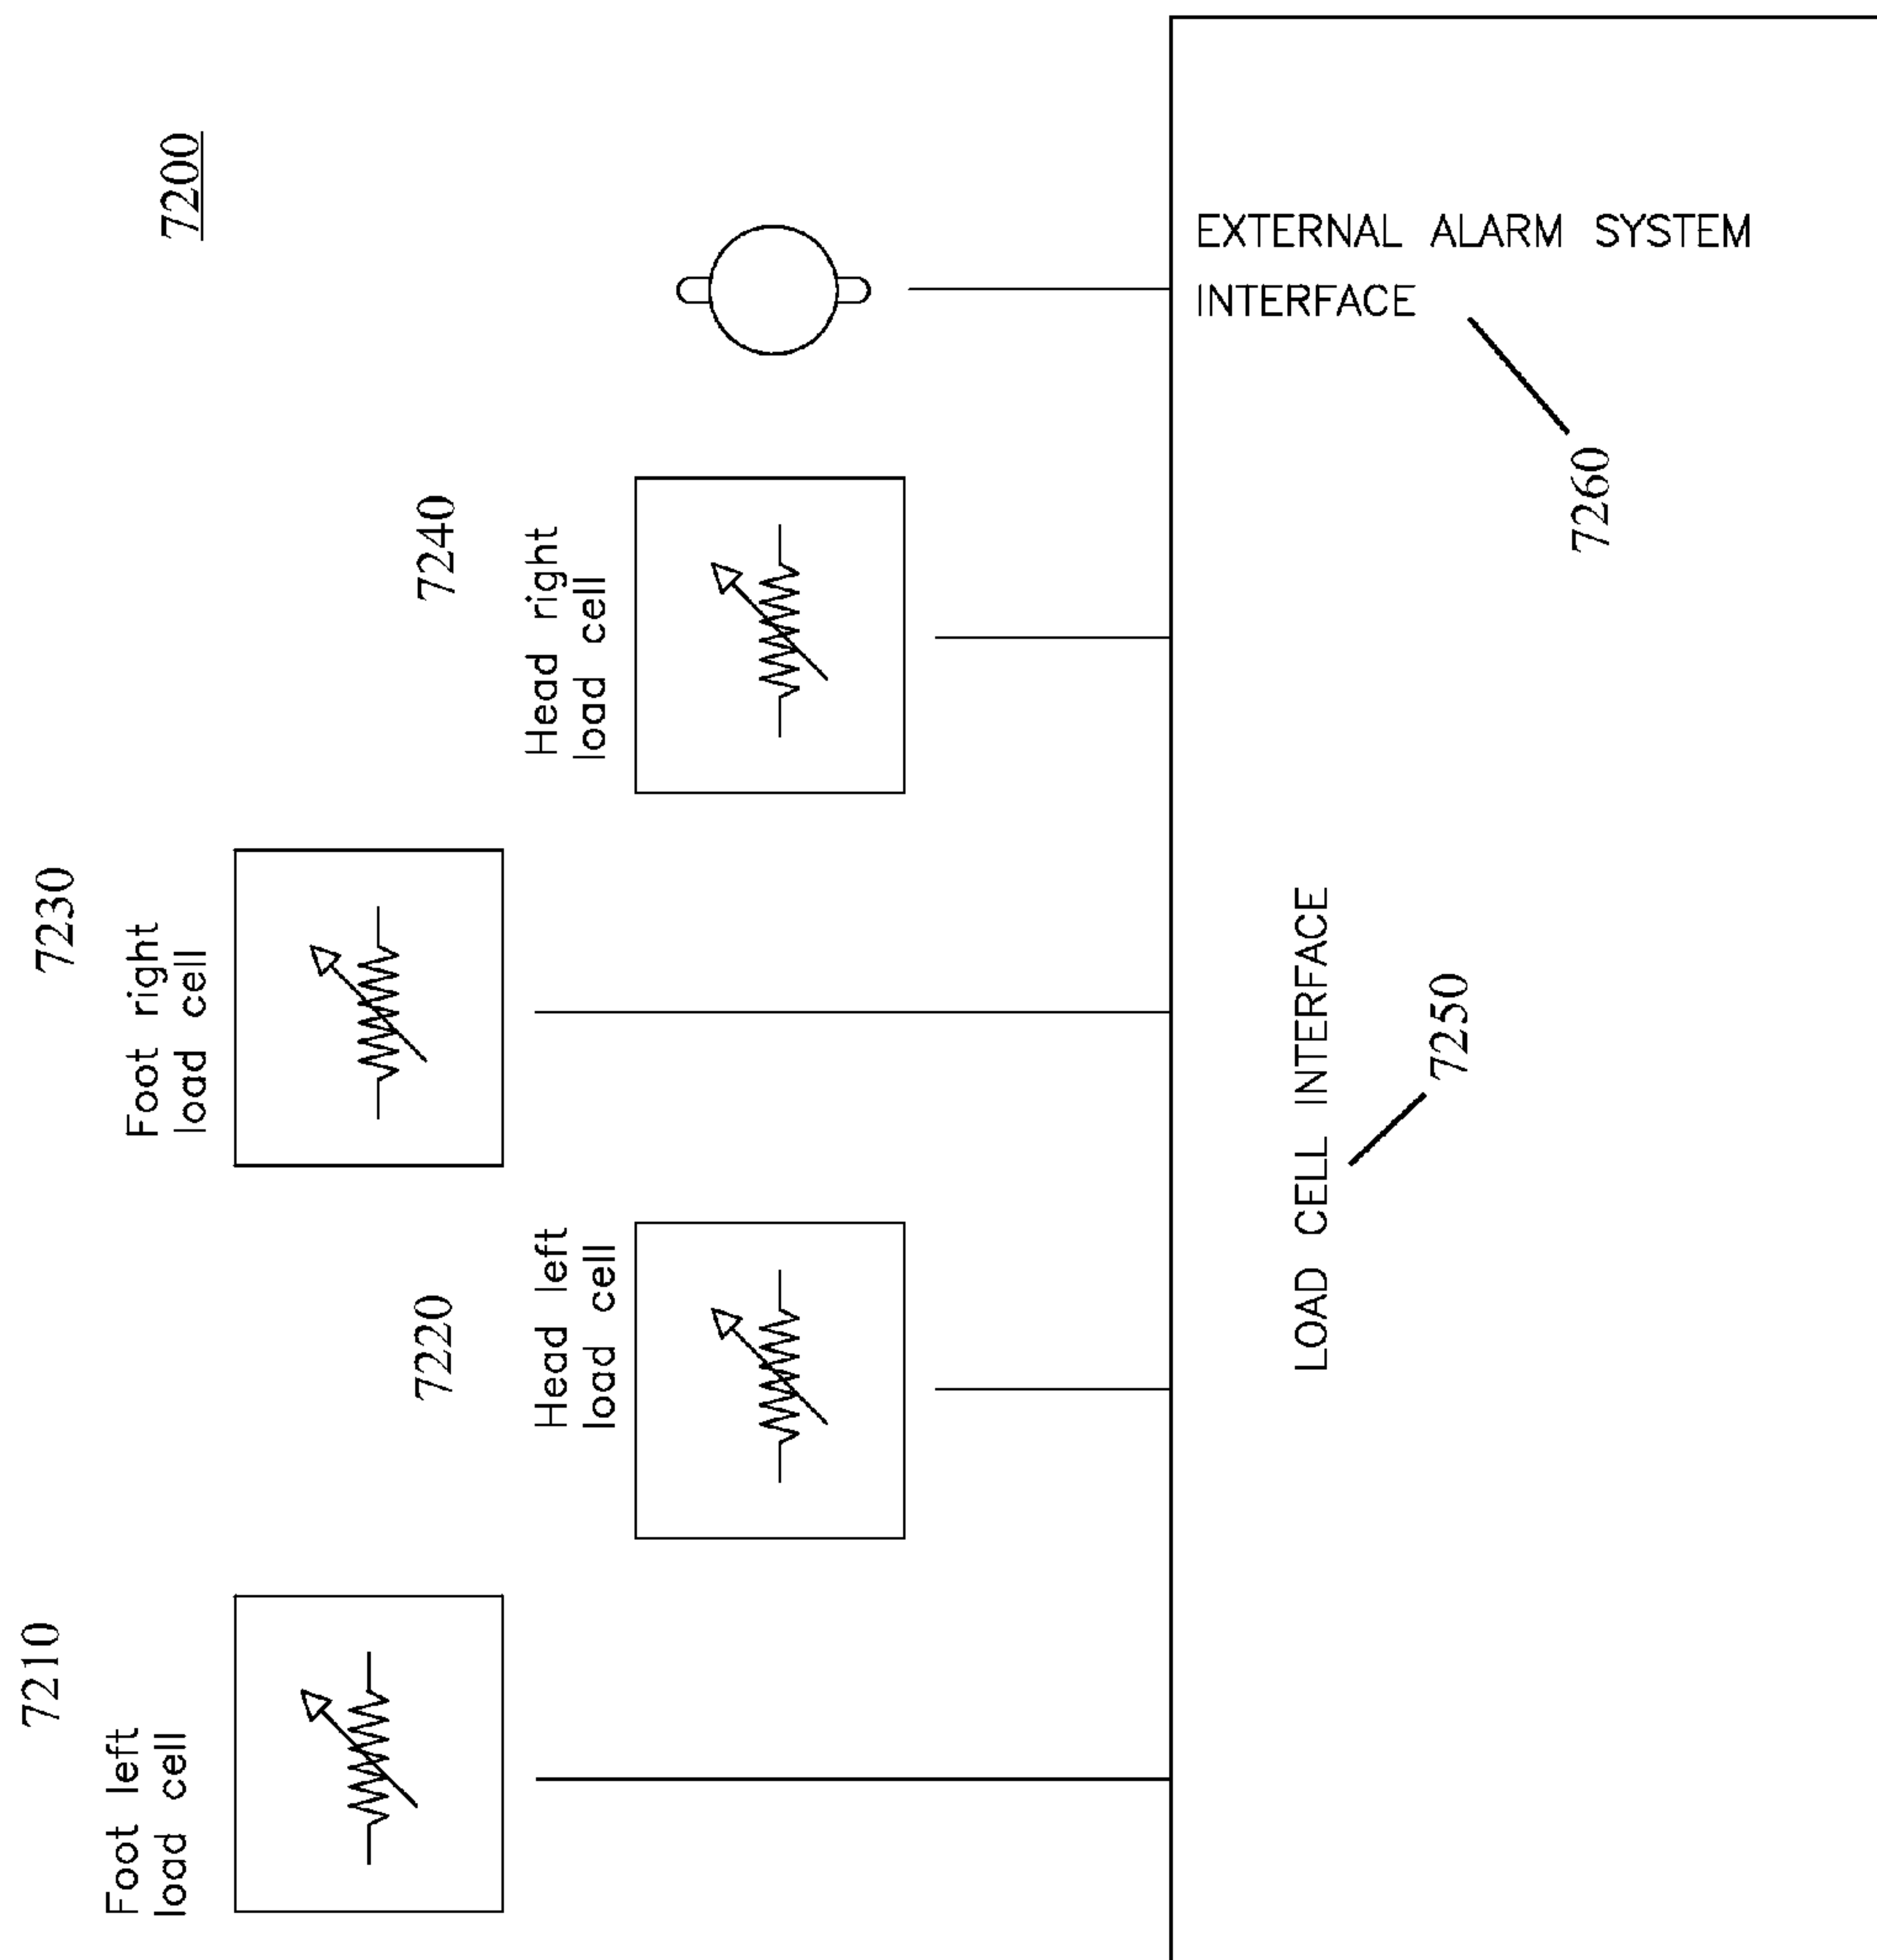 7200
7210
Foot left
load cell
7220
Head left
load cell
7230
Foot right
load cell
7240
Head right
load cell
EXTERNAL ALARM SYSTEM
INTERFACE
7260
LOAD CELL INTERFACE
7250